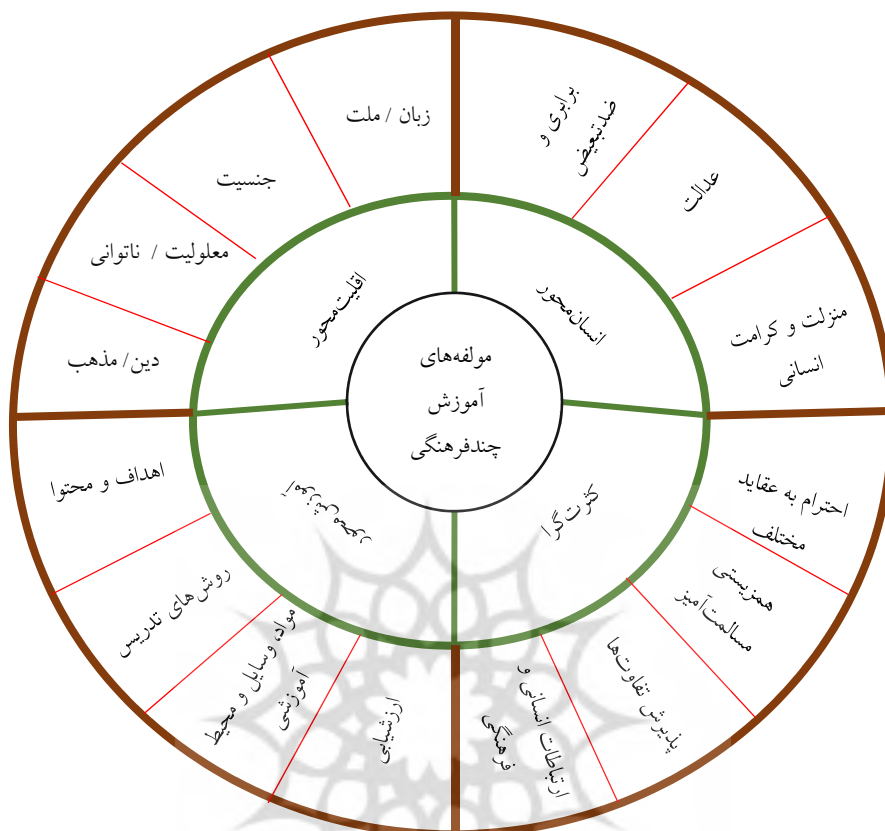 مولفه‌های
آموزش
چندفرهنگی
انسان‌محور
برابری و
ضدتبعیض
عدالت
منزلت و کرامت
انسانی
کثرت‌گرا
احترام به عقاید
مختلف
همزیستی
مسالمت‌آمیز
پذیرش تفاوت‌ها
ارتباطات انسانی و
فرهنگی
آموزش‌محور
ارزشیابی
مواد، وسایل و محیط
آموزشی
روش‌های تدریس
اهداف و محتوا
اقلیت‌محور
دین/ مذهب
معلولیت / ناتوانی
جنسیت
زبان / ملت